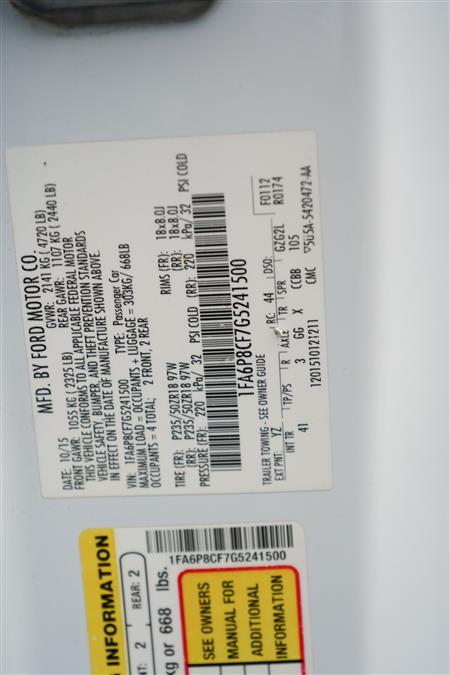 MFD. BY FORD MOTOR CO.
DATE: 10/15 GVWR: 2141 KG ( 4720 LB)
FRONT GAWR: 1055 KG ( 2325 LB) REAR GAWR: 1107 KG ( 2440 LB)
THIS VEHICLE CONFORMS TO ALL APPLICABLE FEDERAL MOTOR
VEHICLE SAFETY, BUMPER, AND THEFT PREVENTION STANDARDS
IN EFFECT ON THE DATE OF MANUFACTURE SHOWN ABOVE.
VIN: 1FA6P8CF7G5241500 TYPE: Passenger Car
MAXIMUM LOAD = OCCUPANTS + LUGGAGE = 303KG/ 668LB
OCCUPANTS = 4 TOTAL; 2 FRONT, 2 REAR
TIRE (FR): P235/50ZR18 97W RIMS (FR): 18x8.0J
(RR): P235/50ZR18 97W (RR): 18x8.0J
PRESSURE (FR): 220 kPa/ 32 PSI COLD (RR): 220 kPa/ 32 PSI COLD
1FA6P8CF7G5241500
TRAILER TOWING - SEE OWNER GUIDE F0112
EXT PNT: YZ RC: 44 DSO: R0174
INT TR TP/PS R AXLE TR SPR GZG2L
41 3 GG X CCBB 105
1201510121211 CMC ▽5U5A-5420472-AA
INFORMATION
NT: 2 REAR: 2
kg or 668 lbs.
1FA6P8CF7G5241500
SEE OWNERS
MANUAL FOR
ADDITIONAL
INFORMATION